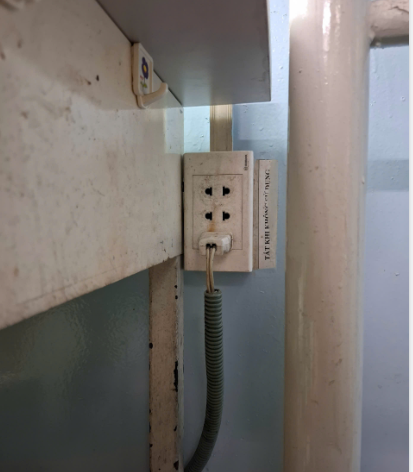 TẮT KHI KHÔNG SỬ DỤNG